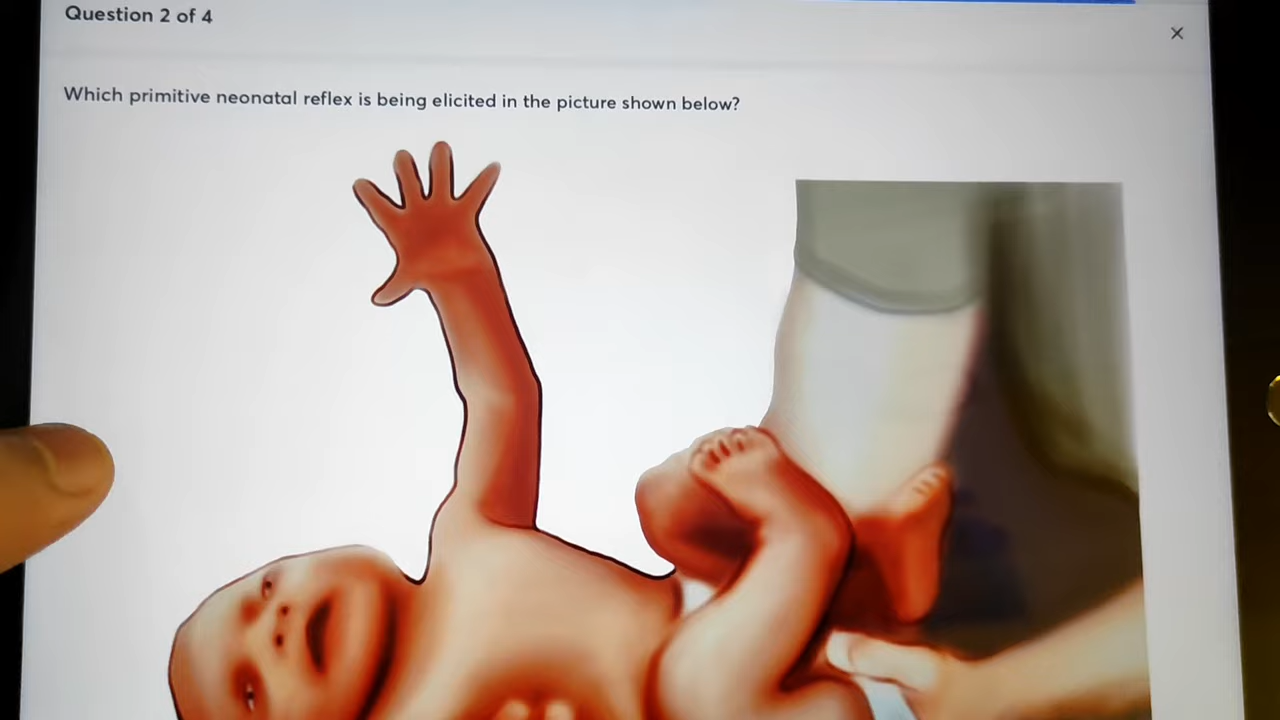 Question 2 of 4
Which primitive neonatal reflex is being elicited in the picture shown below?